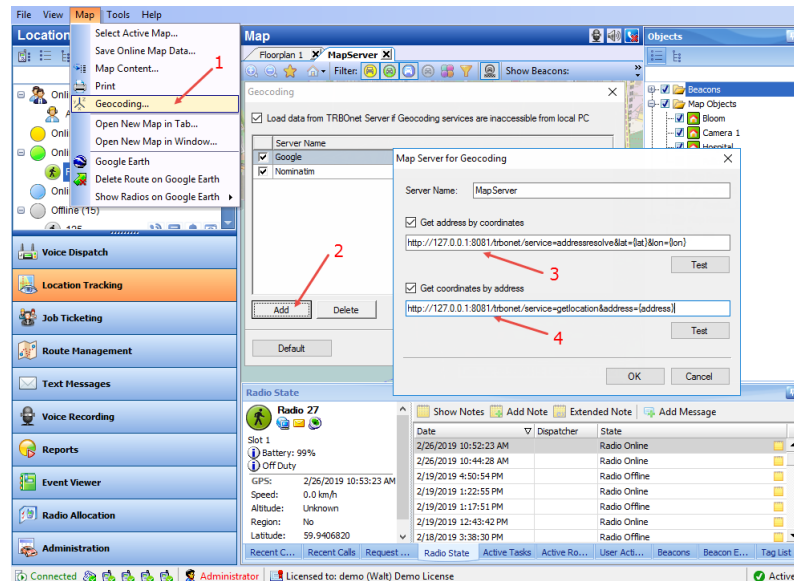 File View Map Tools Help
Location
Select Active Map...
Save Online Map Data...
Map Content...
Print
Geocoding...
Open New Map in Tab...
Open New Map in Window...
Google Earth
Delete Route on Google Earth
Show Radios on Google Earth
1
Onli
A
Onli
Onli
Onli
Offline (15)
125
Voice Dispatch
Location Tracking
Job Ticketing
Route Management
Text Messages
Voice Recording
Reports
Event Viewer
Radio Allocation
Administration
Map
Floorplan 1 X MapServer X
Filter: Show Beacons:
Geocoding
Load data from TRBOnet Server if Geocoding services are inaccessible from local PC
Server Name
Google
Nominatim
2
Add Delete
Default
Objects
Beacons
Map Objects
Bloom
Camera 1
Hospital
Map Server for Geocoding
Server Name: MapServer
Get address by coordinates
http://127.0.0.1:8081/trbonet/service=addressresolve&lat={lat}&lon={lon}
3
Test
Get coordinates by address
http://127.0.0.1:8081/trbonet/service=getlocation&address={address}
4
Test
OK Cancel
Radio State
Radio 27
Slot 1
Battery: 99%
Off Duty
GPS: 2/26/2019 10:53:23 AM
Speed: 0.0 km/h
Altitude: Unknown
Region: No
Latitude: 59.9406820
Show Notes Add Note Extended Note Add Message
Date Dispatcher State
2/26/2019 10:52:23 AM Radio Online
2/26/2019 10:44:28 AM Radio Online
2/19/2019 4:50:54 PM Radio Offline
2/19/2019 1:22:55 PM Radio Online
2/19/2019 1:17:51 PM Radio Offline
2/19/2019 12:43:42 PM Radio Online
2/18/2019 3:38:30 PM Radio Offline
Recent C... Recent Calls Request ... Radio State Active Tasks Active Ro... User Acti... Beacons Beacon E... Tag List
Connected Administrator Licensed to: demo (Walt) Demo License Active